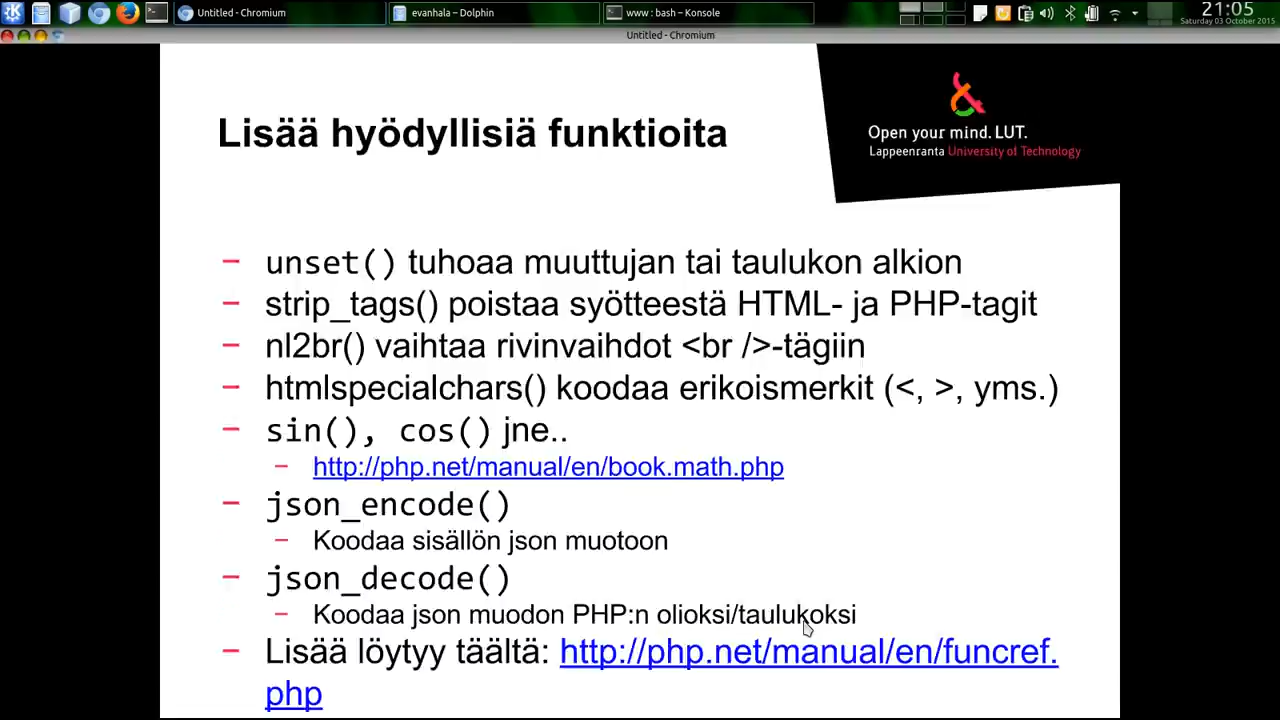 Untitled - Chromium
evanhala – Dolphin
www : bash – Konsole
21:05
Saturday 03 October 2015
Untitled - Chromium
Lisää hyödyllisiä funktioita
Open your mind. LUT.
Lappeenranta University of Technology
– unset() tuhoaa muuttujan tai taulukon alkion
– strip_tags() poistaa syötteestä HTML- ja PHP-tagit
– nl2br() vaihtaa rivinvaihdot <br />-tägiin
– htmlspecialchars() koodaa erikoismerkit (<, >, yms.)
– sin(), cos() jne..
– http://php.net/manual/en/book.math.php
– json_encode()
– Koodaa sisällön json muotoon
– json_decode()
– Koodaa json muodon PHP:n olioksi/taulukoksi
– Lisää löytyy täältä: http://php.net/manual/en/funcref.
php